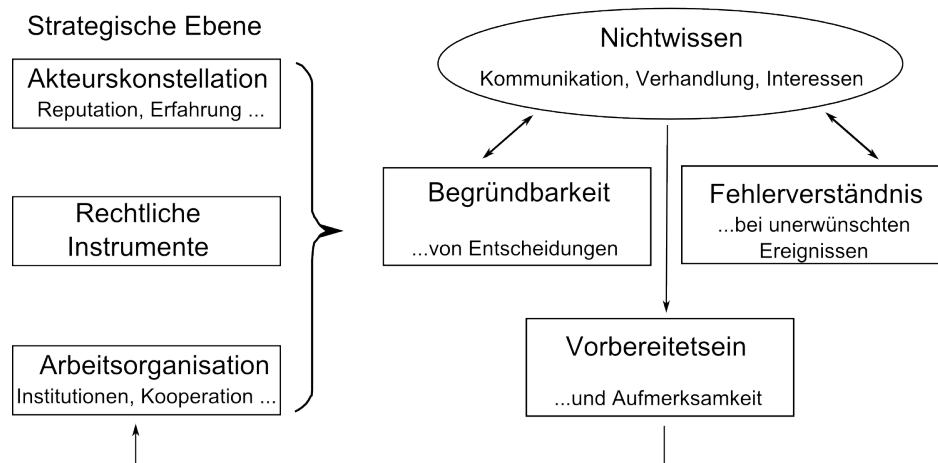 Strategische Ebene
Akteurskonstellation
Reputation, Erfahrung ...
Rechtliche
Instrumente
Arbeitsorganisation
Institutionen, Kooperation ...
Nichtwissen
Kommunikation, Verhandlung, Interessen
Begründbarkeit
...von Entscheidungen
Fehlerverständnis
...bei unerwünschten
Ereignissen
Vorbereitetsein
...und Aufmerksamkeit